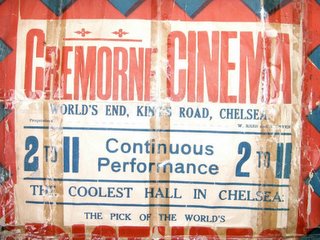 CREMORNE CINEMA
WORLD'S END, KING'S ROAD, CHELSEA.
2 TO 11 Continuous Performance 2 TO 11
THE COOLEST HALL IN CHELSEA:
THE PICK OF THE WORLD'S
PICTURES